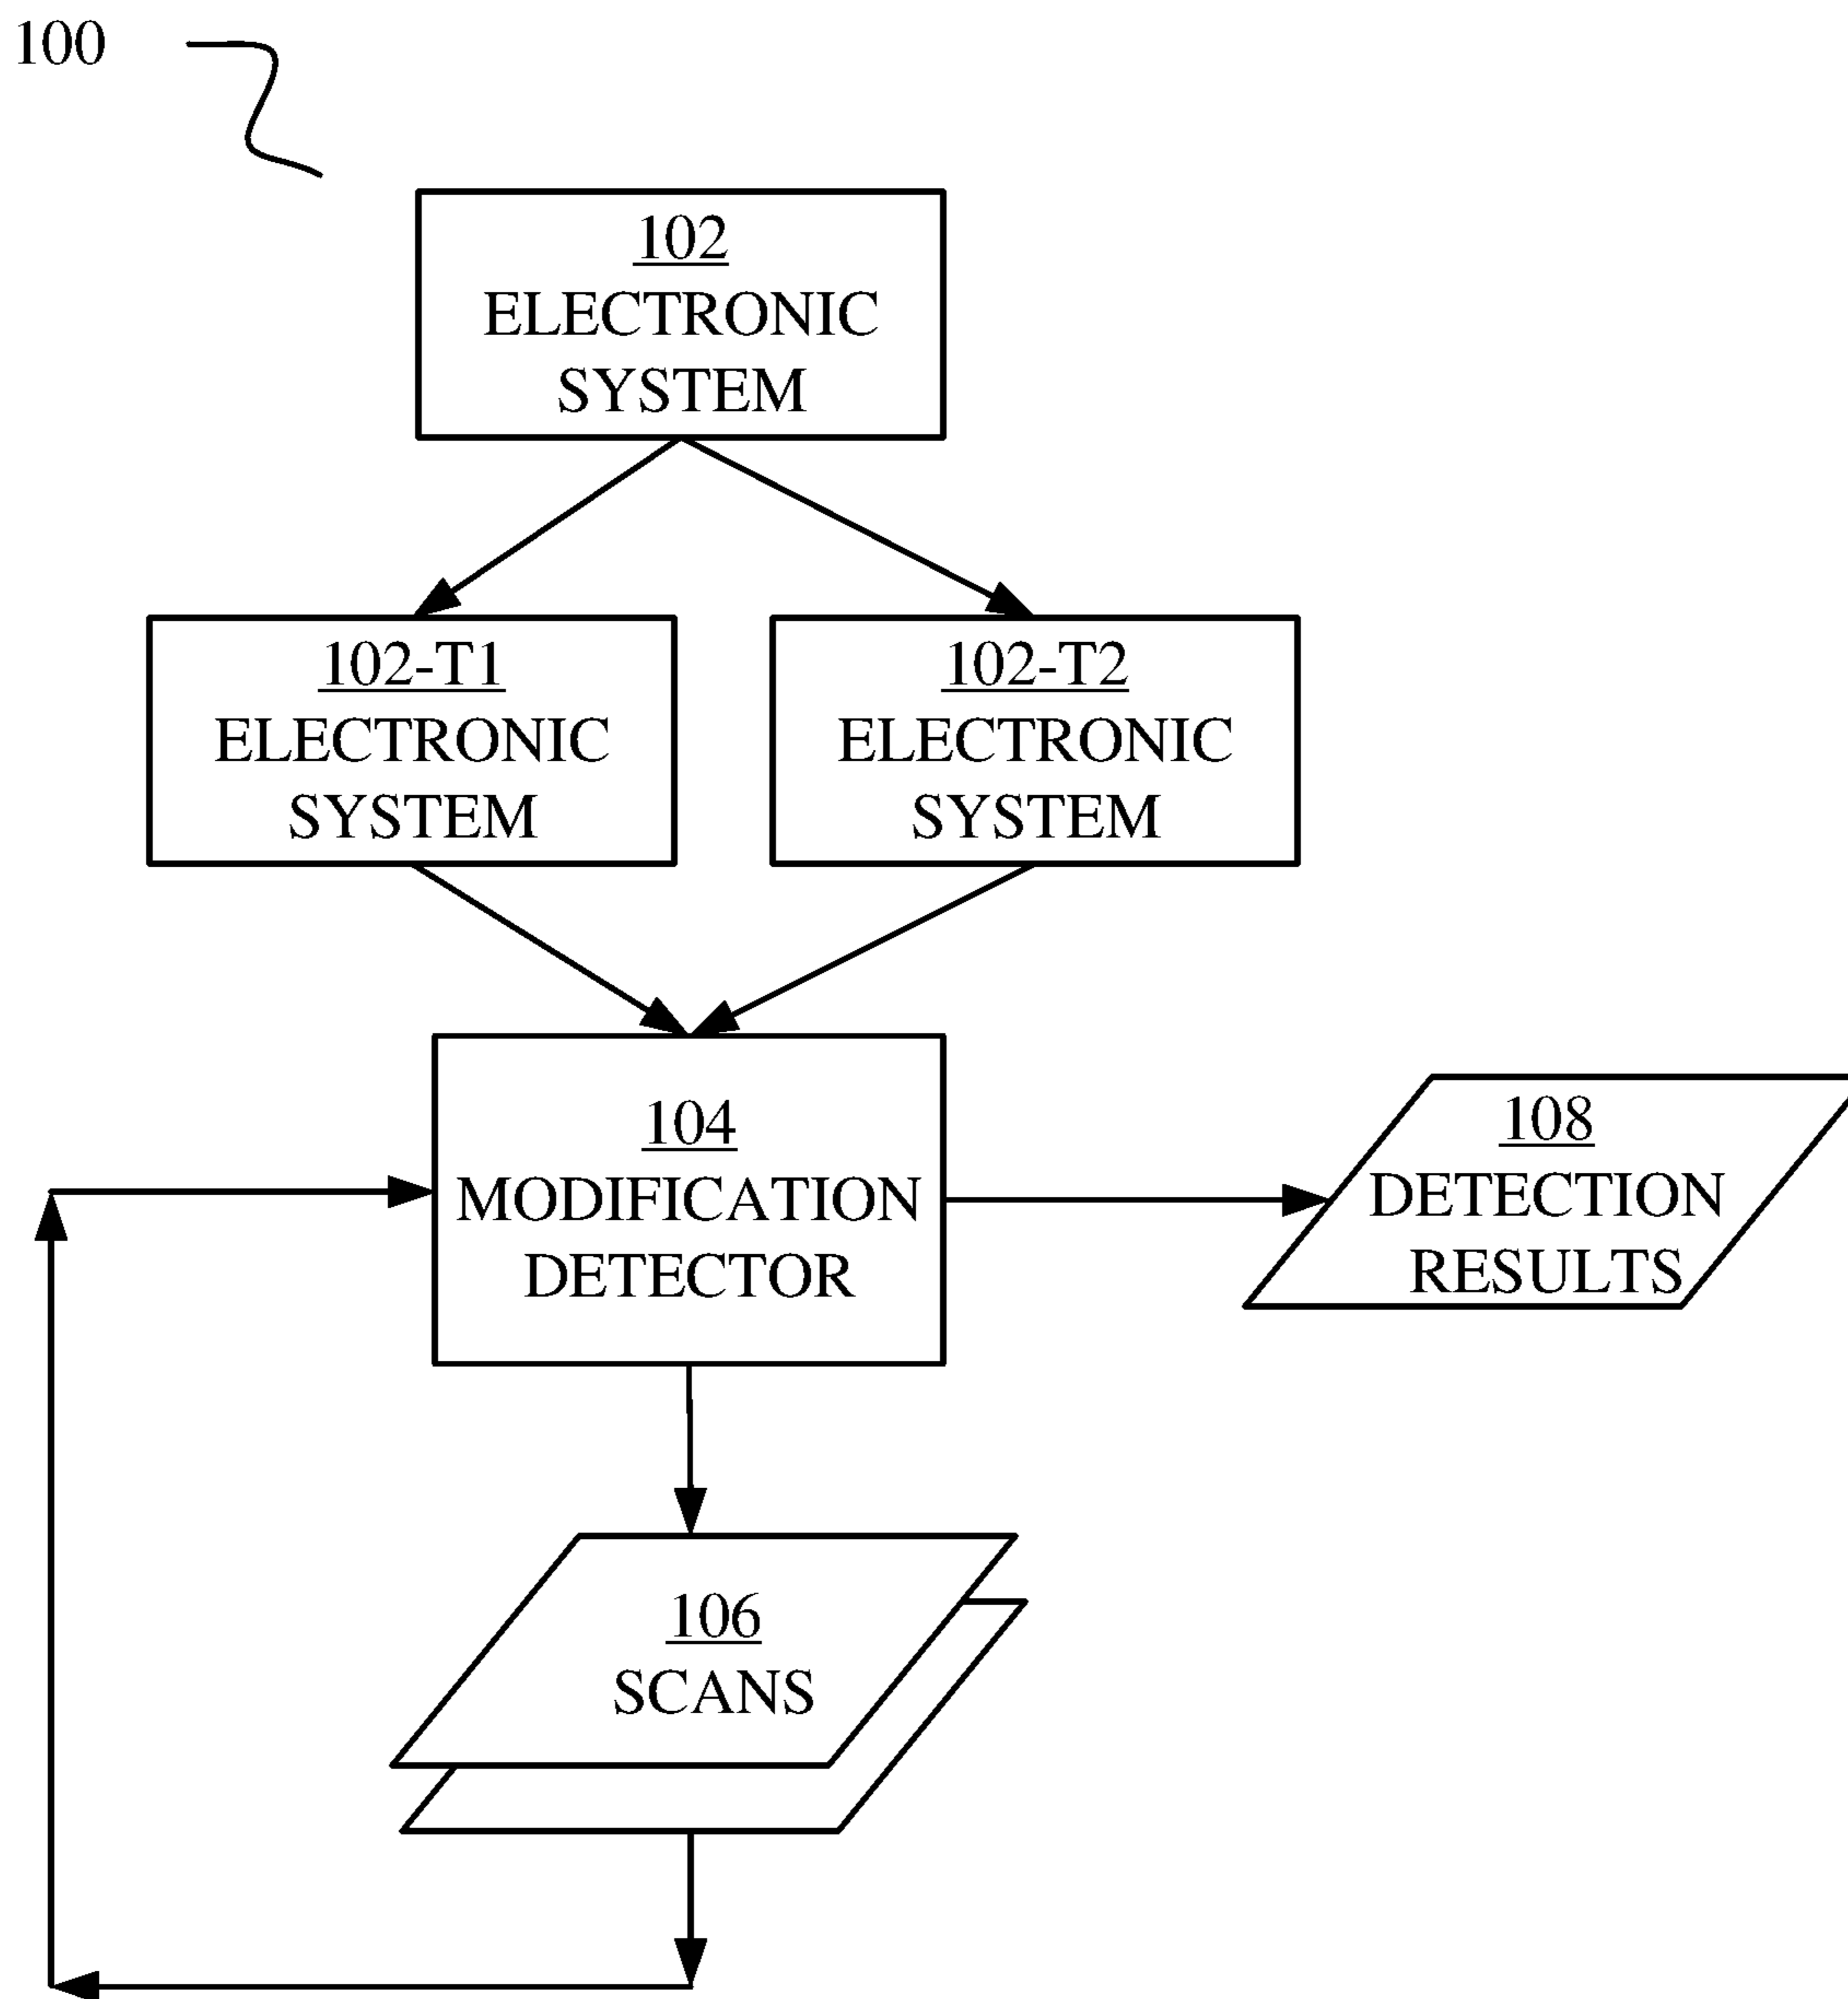 100
102
ELECTRONIC
SYSTEM
102-T1
ELECTRONIC
SYSTEM
102-T2
ELECTRONIC
SYSTEM
104
MODIFICATION
DETECTOR
108
DETECTION
RESULTS
106
SCANS